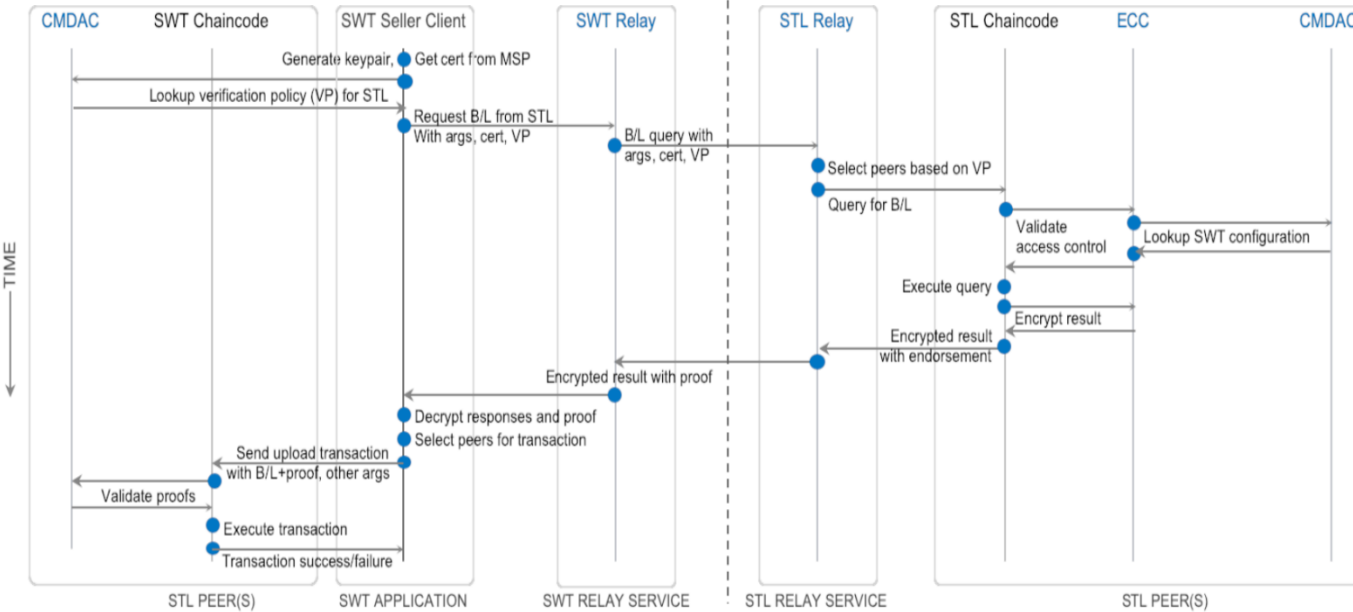 CMDAC
SWT Chaincode
SWT Seller Client
SWT Relay
STL Relay
STL Chaincode
ECC
CMDAC
Generate keypair,
Get cert from MSP
Lookup verification policy (VP) for STL
Request B/L from STL
With args, cert, VP
B/L query with
args, cert, VP
Select peers based on VP
Query for B/L
Validate
access control
Lookup SWT configuration
TIME
Execute query
Encrypt result
Encrypted result
with endorsement
Encrypted result with proof
Decrypt responses and proof
Select peers for transaction
Send upload transaction
with B/L+proof, other args
Validate proofs
Execute transaction
Transaction success/failure
STL PEER(S)
SWT APPLICATION
SWT RELAY SERVICE
STL RELAY SERVICE
STL PEER(S)